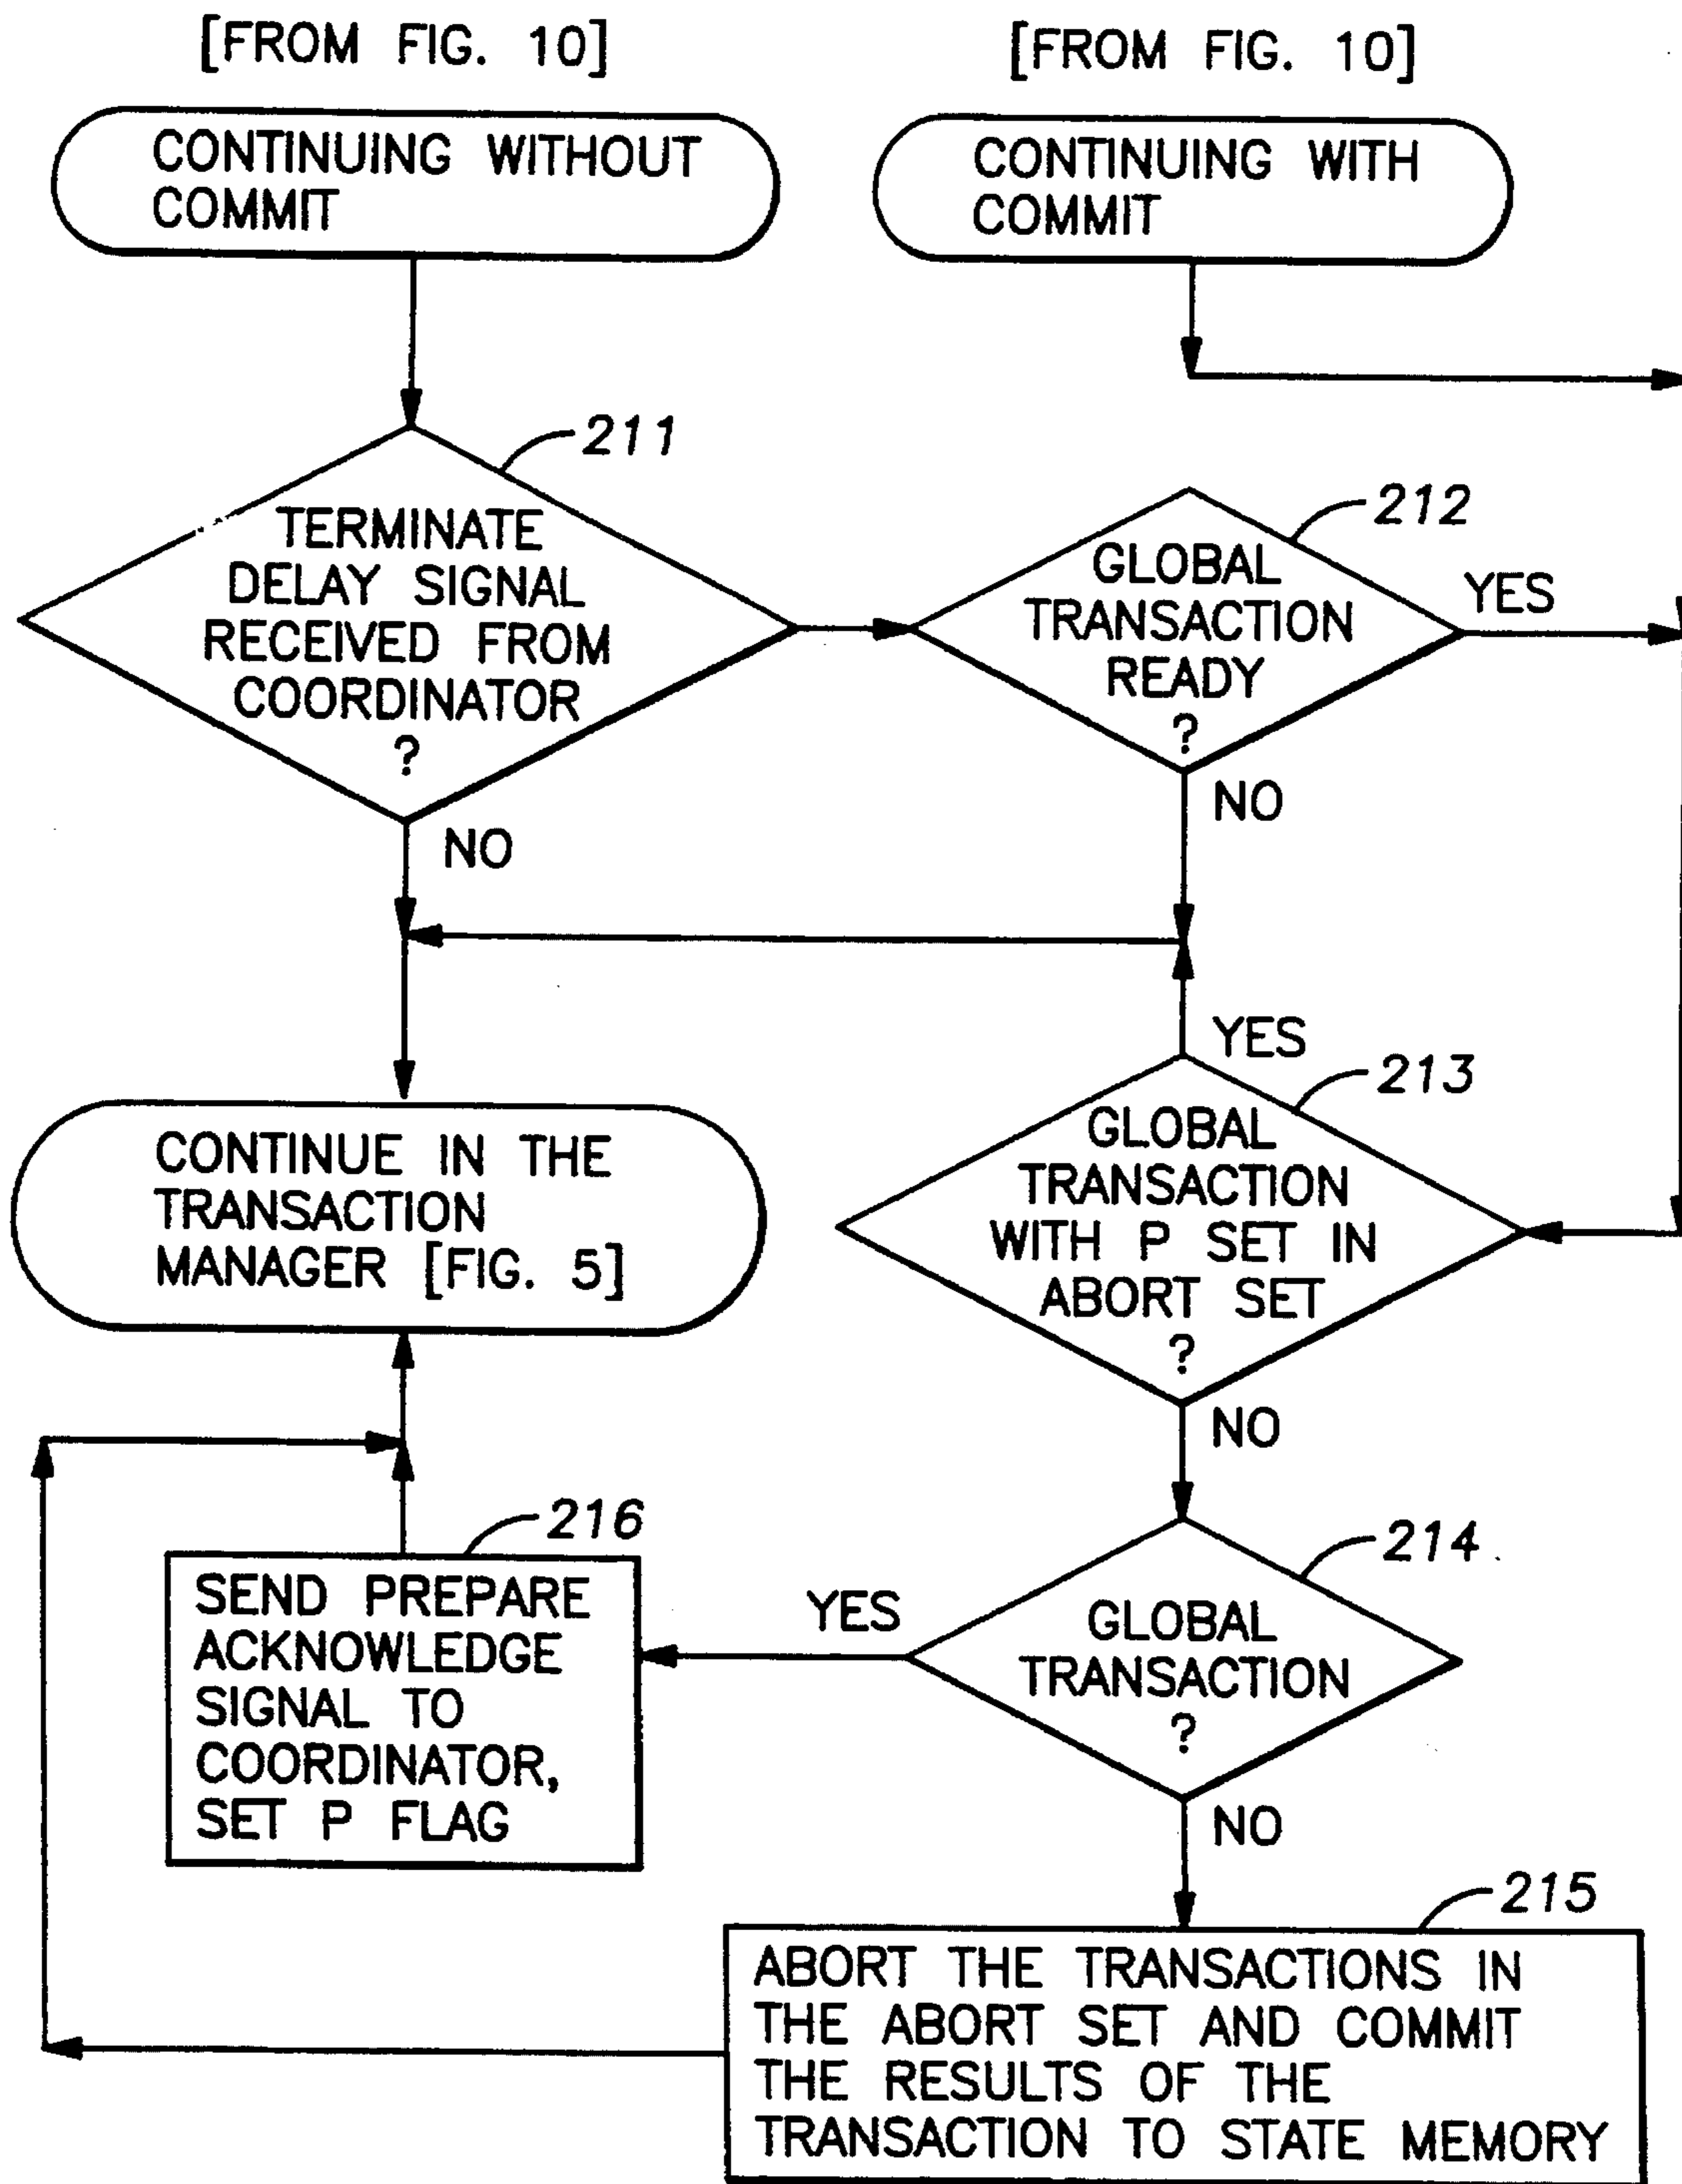 [FROM FIG. 10]
[FROM FIG. 10]
CONTINUING WITHOUT
COMMIT
CONTINUING WITH
COMMIT
211
TERMINATE
DELAY SIGNAL
RECEIVED FROM
COORDINATOR
?
NO
212
GLOBAL
TRANSACTION
READY
?
YES
NO
YES
213
GLOBAL
TRANSACTION
WITH P SET IN
ABORT SET
?
NO
CONTINUE IN THE
TRANSACTION
MANAGER [FIG. 5]
214
GLOBAL
TRANSACTION
?
YES
NO
216
SEND PREPARE
ACKNOWLEDGE
SIGNAL TO
COORDINATOR,
SET P FLAG
215
ABORT THE TRANSACTIONS IN
THE ABORT SET AND COMMIT
THE RESULTS OF THE
TRANSACTION TO STATE MEMORY